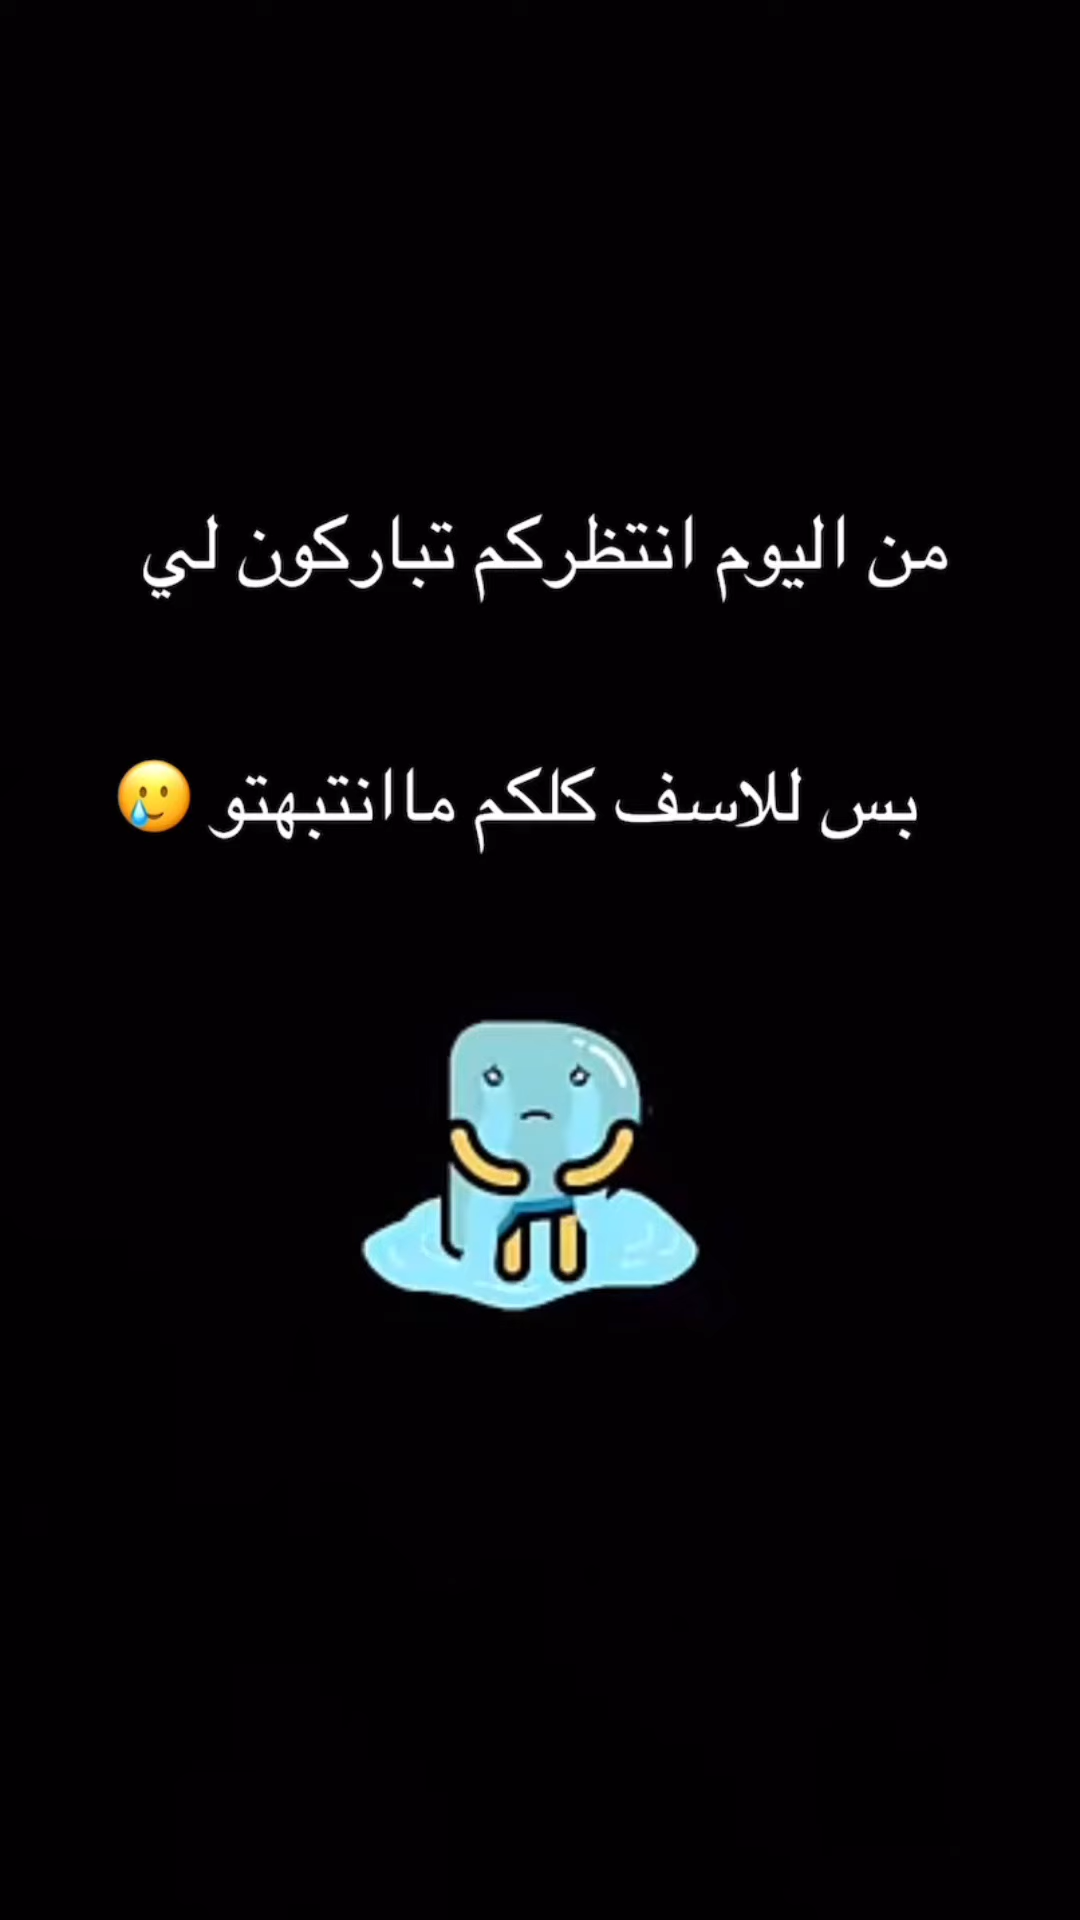 من اليوم انتظركم تباركون لي
بس للاسف كلكم ماانتبهتو 🥲